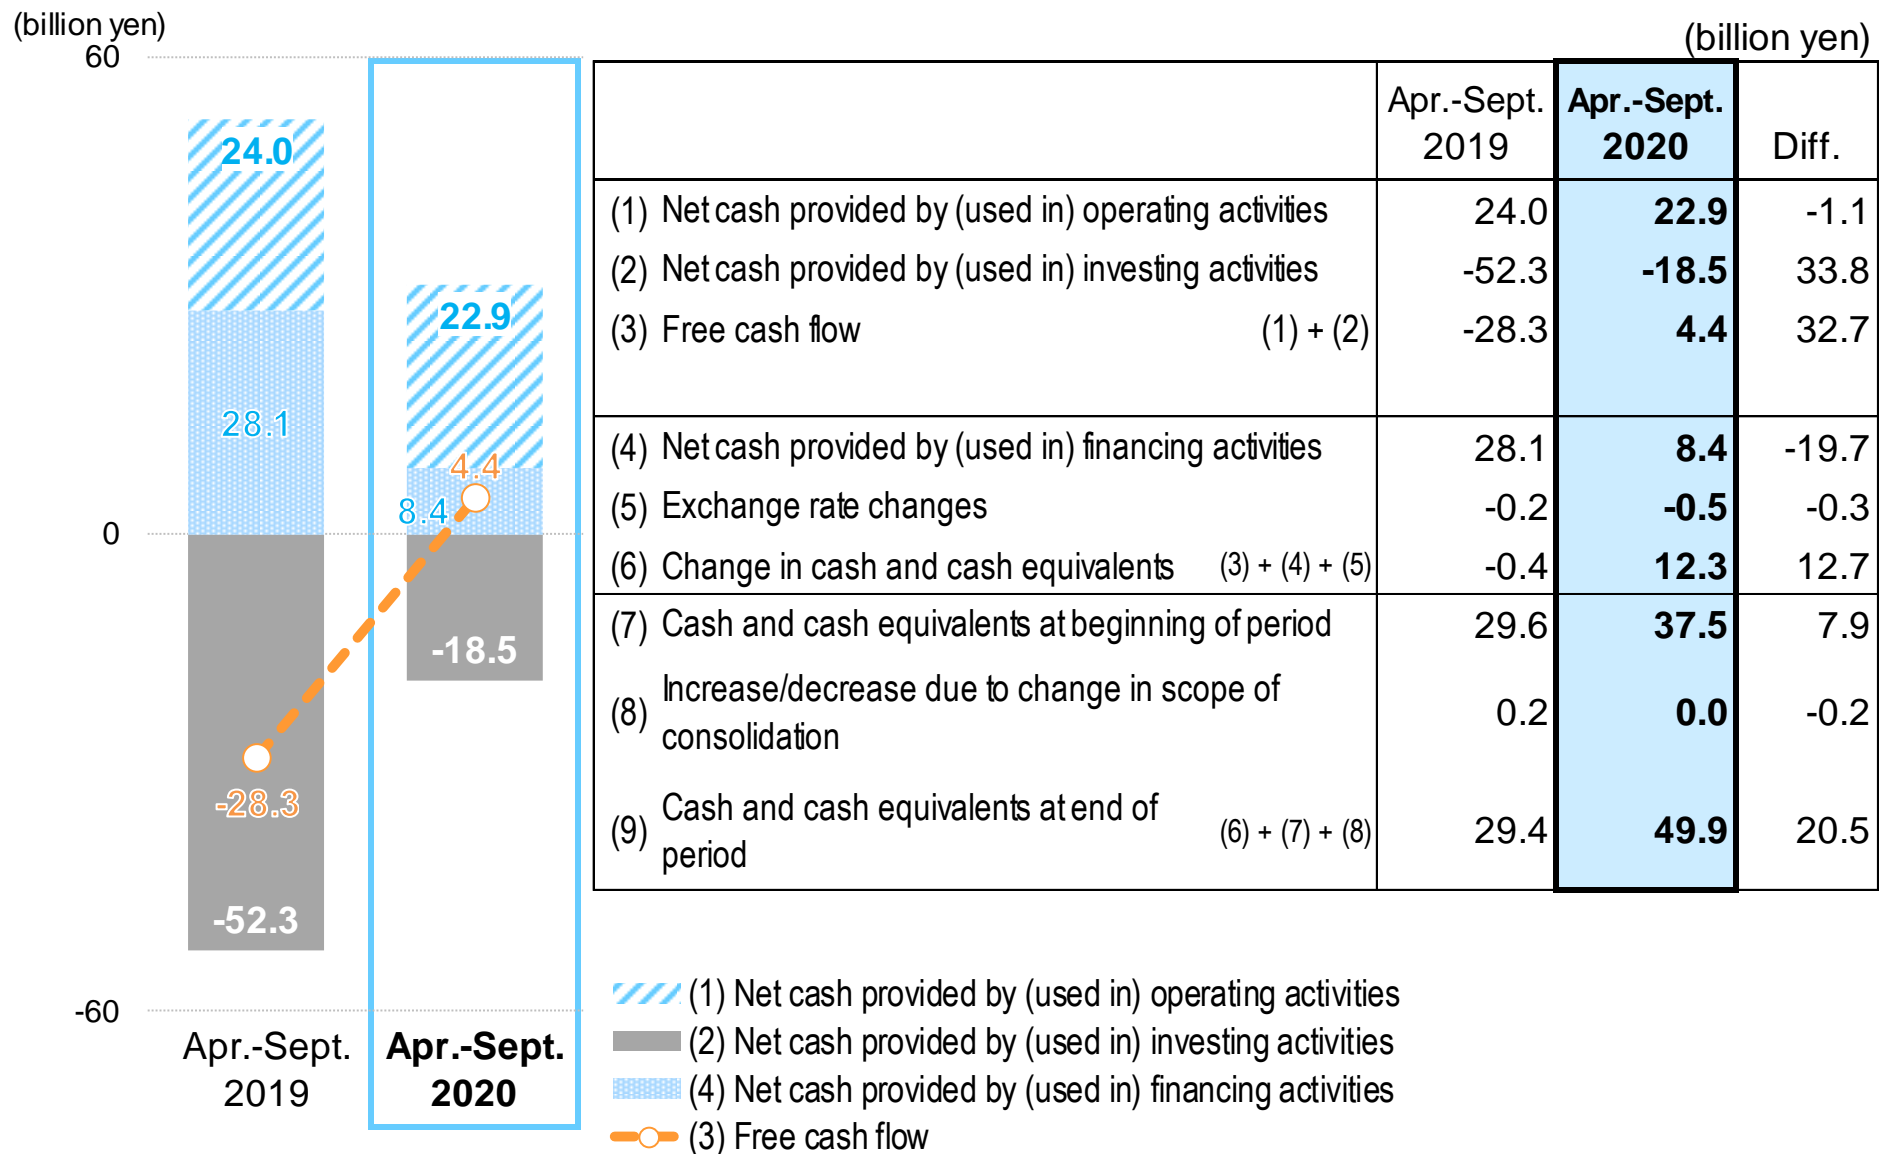 (billion yen)
60
24.0
28.1
22.9
4.4
8.4
0
-18.5
-28.3
-52.3
-60
Apr.-Sept. Apr.-Sept.
2019 2020
(billion yen)
Apr.-Sept. Apr.-Sept.
2019 2020 Diff.
(1) Net cash provided by (used in) operating activities 24.0 22.9 -1.1
(2) Net cash provided by (used in) investing activities -52.3 -18.5 33.8
(3) Free cash flow (1) + (2) -28.3 4.4 32.7
(4) Net cash provided by (used in) financing activities 28.1 8.4 -19.7
(5) Exchange rate changes -0.2 -0.5 -0.3
(6) Change in cash and cash equivalents (3) + (4) + (5) -0.4 12.3 12.7
(7) Cash and cash equivalents at beginning of period 29.6 37.5 7.9
(8) Increase/decrease due to change in scope of
consolidation 0.2 0.0 -0.2
(9) Cash and cash equivalents at end of
period (6) + (7) + (8) 29.4 49.9 20.5
(1) Net cash provided by (used in) operating activities
(2) Net cash provided by (used in) investing activities
(4) Net cash provided by (used in) financing activities
(3) Free cash flow